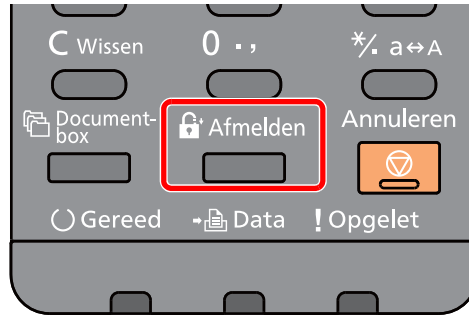 C Wissen 0 ., */. a↔A
Document-
box
Afmelden
Annuleren
Gereed Data ! Opgelet